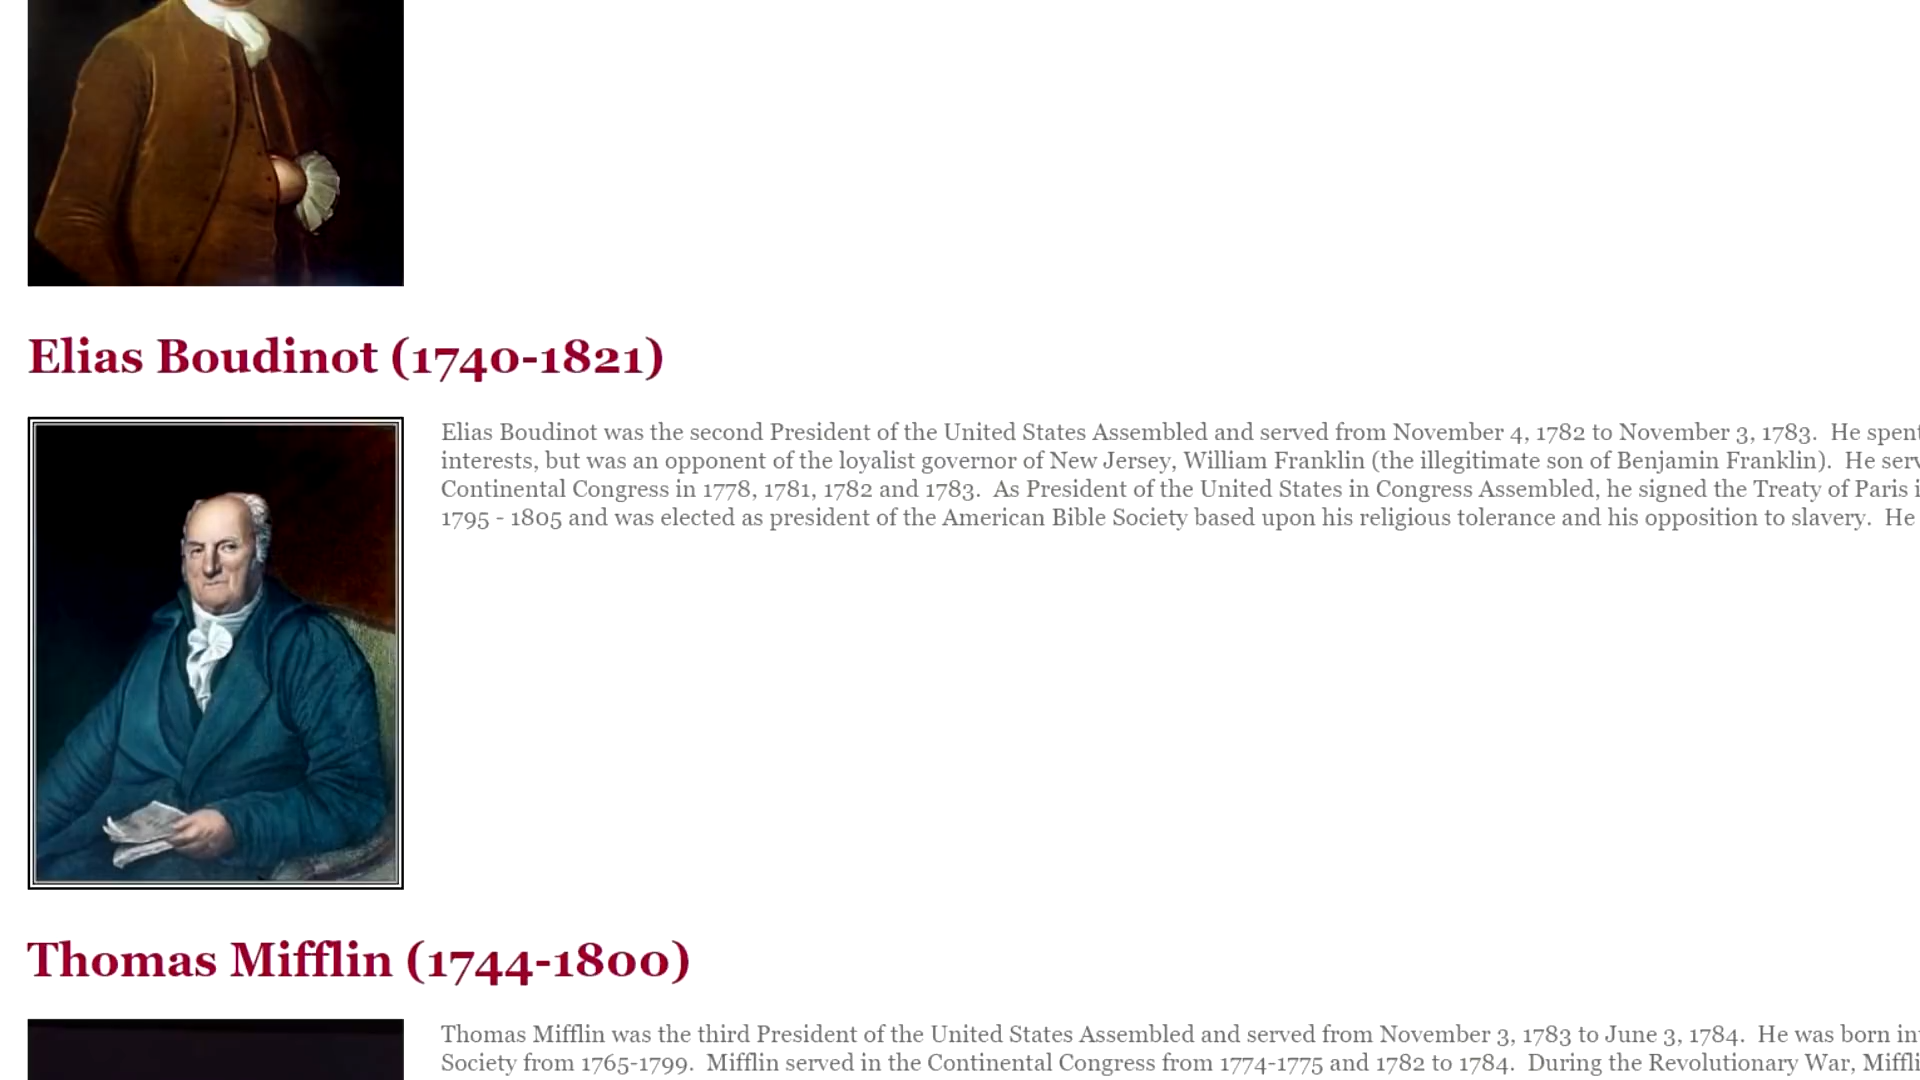 Elias Boudinot (1740-1821)
Elias Boudinot was the second President of the United States Assembled and served from November 4, 1782 to November 3, 1783. He spent
interests, but was an opponent of the loyalist governor of New Jersey, William Franklin (the illegitimate son of Benjamin Franklin). He
Continental Congress in 1778, 1781, 1782 and 1783. As President of the United States in Congress Assembled, he signed the Treaty of Paris
1795 - 1805 and was elected as president of the American Bible Society based upon his religious tolerance and his opposition to slavery. He
Thomas Mifflin (1744-1800)
Thomas Mifflin was the third President of the United States Assembled and served from November 3, 1783 to June 3, 1784. He was born
Society from 1765-1799. Mifflin served in the Continental Congress from 1774-1775 and 1782 to 1784. During the Revolutionary War,